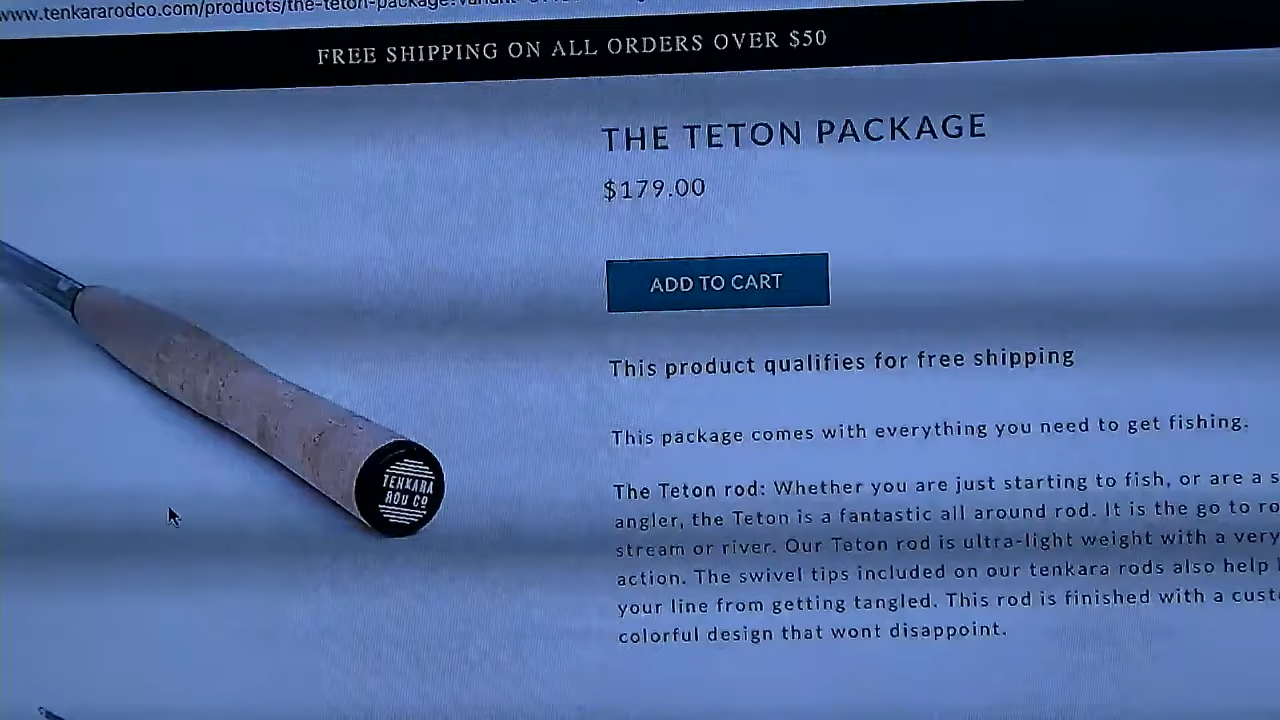 www.tenkararodco.com/products/the-teton-package
FREE SHIPPING ON ALL ORDERS OVER $50
THE TETON PACKAGE
$179.00
ADD TO CART
This product qualifies for free shipping
This package comes with everything you need to get fishing.
The Teton rod: Whether you are just starting to fish, or are a s
angler, the Teton is a fantastic all around rod. It is the go to ro
stream or river. Our Teton rod is ultra-light weight with a very
action. The swivel tips included on our tenkara rods also help
your line from getting tangled. This rod is finished with a cust
colorful design that wont disappoint.
TENKARA
ROD CO